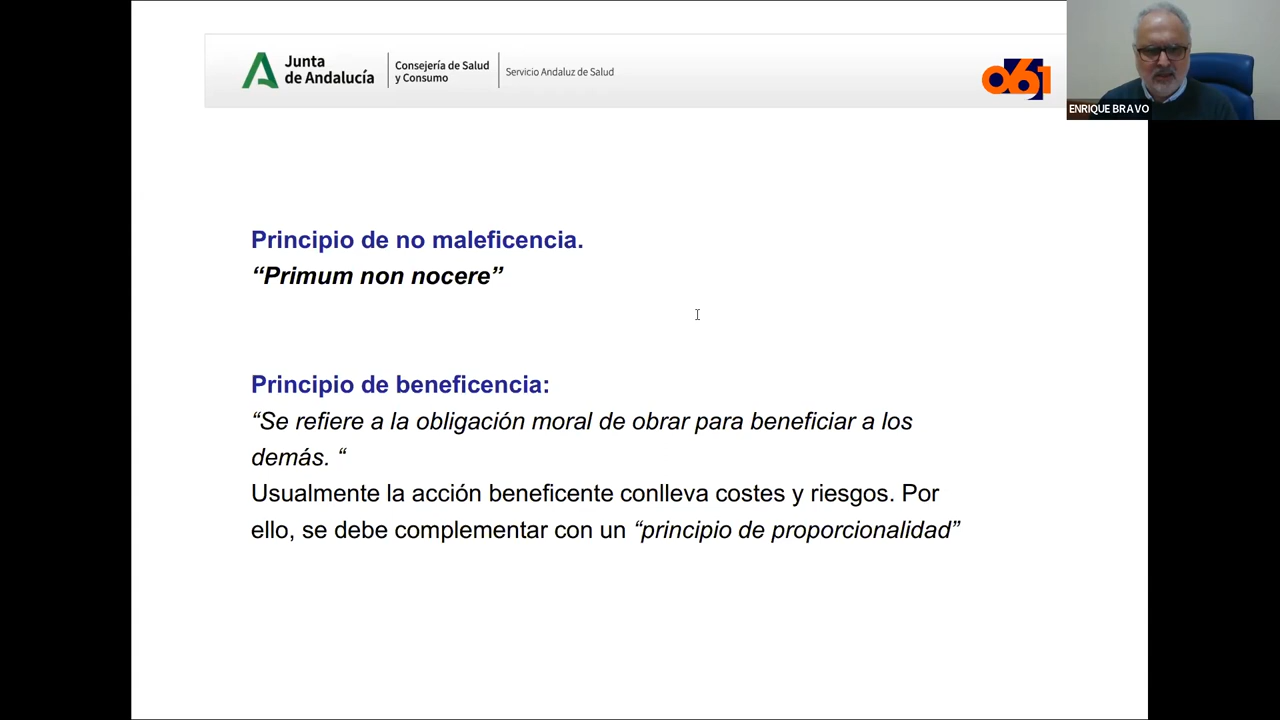 Junta
de Andalucía
Consejería de Salud
y Consumo
Servicio Andaluz de Salud
061
ENRIQUE BRAVO
Principio de no maleficencia.
“Primum non nocere”
Principio de beneficencia:
“Se refiere a la obligación moral de obrar para beneficiar a los
demás. “
Usualmente la acción beneficente conlleva costes y riesgos. Por
ello, se debe complementar con un “principio de proporcionalidad”